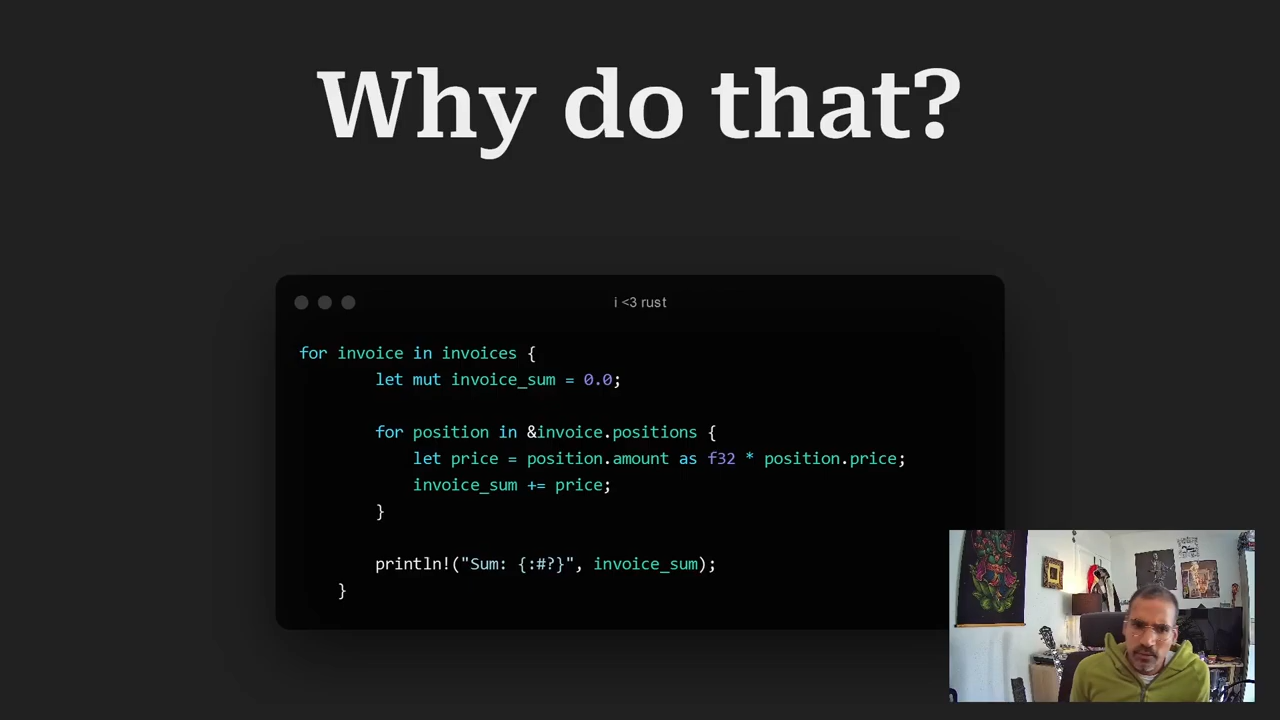 Why do that?
i <3 rust
for invoice in invoices {
let mut invoice_sum = 0.0;
for position in &invoice.positions {
let price = position.amount as f32 * position.price;
invoice_sum += price;
}
println!("Sum: {:#?}", invoice_sum);
}